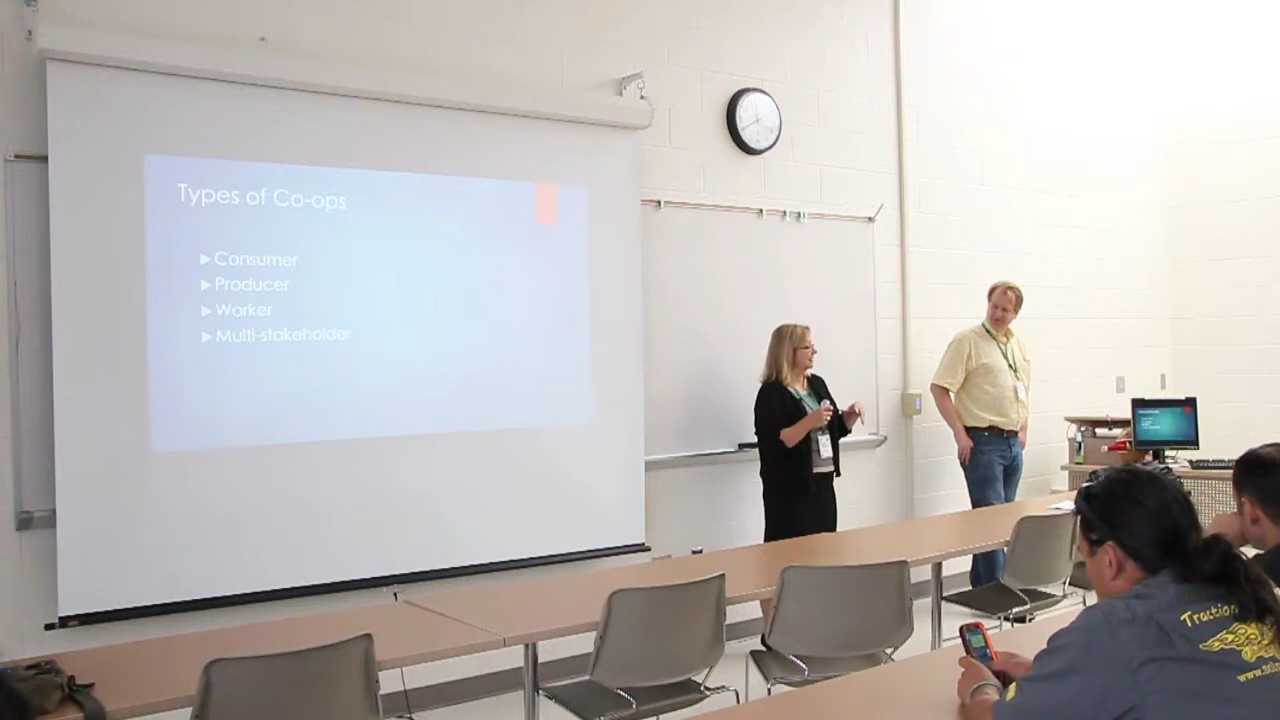 Types of Co-ops
Consumer
Producer
Worker
Multi-stakeholder
Traction